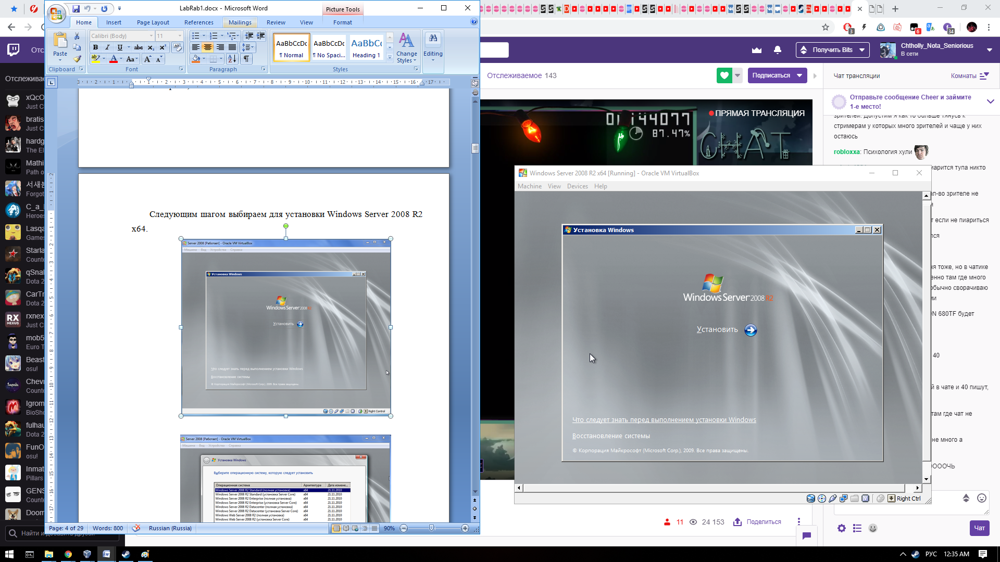 LabRab1.docx - Microsoft Word
Picture Tools
Home
Insert
Page Layout
References
Mailings
Review
View
Format
Calibri (Body)
11
Paste
AaBbCcDc
AaBbCcDc
AaBbCc
¶ Normal
¶ No Spaci...
Heading 1
Change
Styles
Editing
Clipboard
Font
Paragraph
Styles
Следующим шагом выбираем для установки Windows Server 2008 R2
x64.
Server 2008 [Работает] - Oracle VM VirtualBox
Машина Вид Устройства Справка
Установка Windows
Windows Server 2008 R2
Установить
Что следует знать перед выполнением установки Windows
Восстановление системы
© Корпорация Майкрософт (Microsoft Corp.), 2009. Все права защищены.
Right Control
Server 2008 [Работает] - Oracle VM VirtualBox
Машина Вид Устройства Справка
Установка Windows
Выберите операционную систему, которую следует установить
Операционная система Архитектура Дата измене...
Windows Server 2008 R2 Standard (полная установка) x64 21.11.2010
Windows Server 2008 R2 Standard (установка Server Core) x64 21.11.2010
Windows Server 2008 R2 Enterprise (полная установка) x64 21.11.2010
Windows Server 2008 R2 Enterprise (установка Server Core) x64 21.11.2010
Windows Server 2008 R2 Datacenter (полная установка) x64 21.11.2010
Windows Server 2008 R2 Datacenter (установка Server Core) x64 21.11.2010
Windows Web Server 2008 R2 (полная установка) x64 21.11.2010
Windows Web Server 2008 R2 (установка Server Core) x64 21.11.2010
Page: 4 of 29
Words: 800
Russian (Russia)
90%
Отслеживае
xQcO
Just C
bratis
Just C
hardg
The El
Mathi
Path o
서새봄
Forgot
C_a_
Heroes
Lasqa
Games
Starla
Counte
qSnal
Dota 2
CarTr
Dota 2
rxnex
Just C
mob5
Euro T
Beast
osu!
Chevr
Counte
Igrom
BioSho
fulhau
Dota 2
FunO
osu!
Inmat
Pillars
GENS
Counte
Doom
Найти и добавить друзей
Получить Bits
Chtholly_Nota_Seniorious
В сети
Отслеживаемое 143
Подписаться
Чат трансляции
Комнаты
Отправьте сообщение Cheer и займите
1-е место!
зрителей. Допустим я как то больше тянусь к
стримерам у которых много зрителей и чаще у них
остаюсь
robloxxa: Психология хули
иарится тупа никто
ол-во зрителе не
т если не пиариться
лся
ня тоже, но в чатике
енно там где много
обычно сворачиваю
ми
ON 680TF будет
40
й в чате и 40 пишут,
там где чат не
не много а
ОООЧЬ
ПРЯМАЯ ТРАНСЛЯЦИЯ
87.47%
CHAT
Windows Server 2008 R2 x64 [Running] - Oracle VM VirtualBox
Machine View Devices Help
Установка Windows
Windows Server 2008 R2
Установить
Что следует знать перед выполнением установки Windows
Восстановление системы
© Корпорация Майкрософт (Microsoft Corp.), 2009. Все права защищены.
Right Ctrl
11
24 153
Поделиться
Чат
РУС
12:35 AM